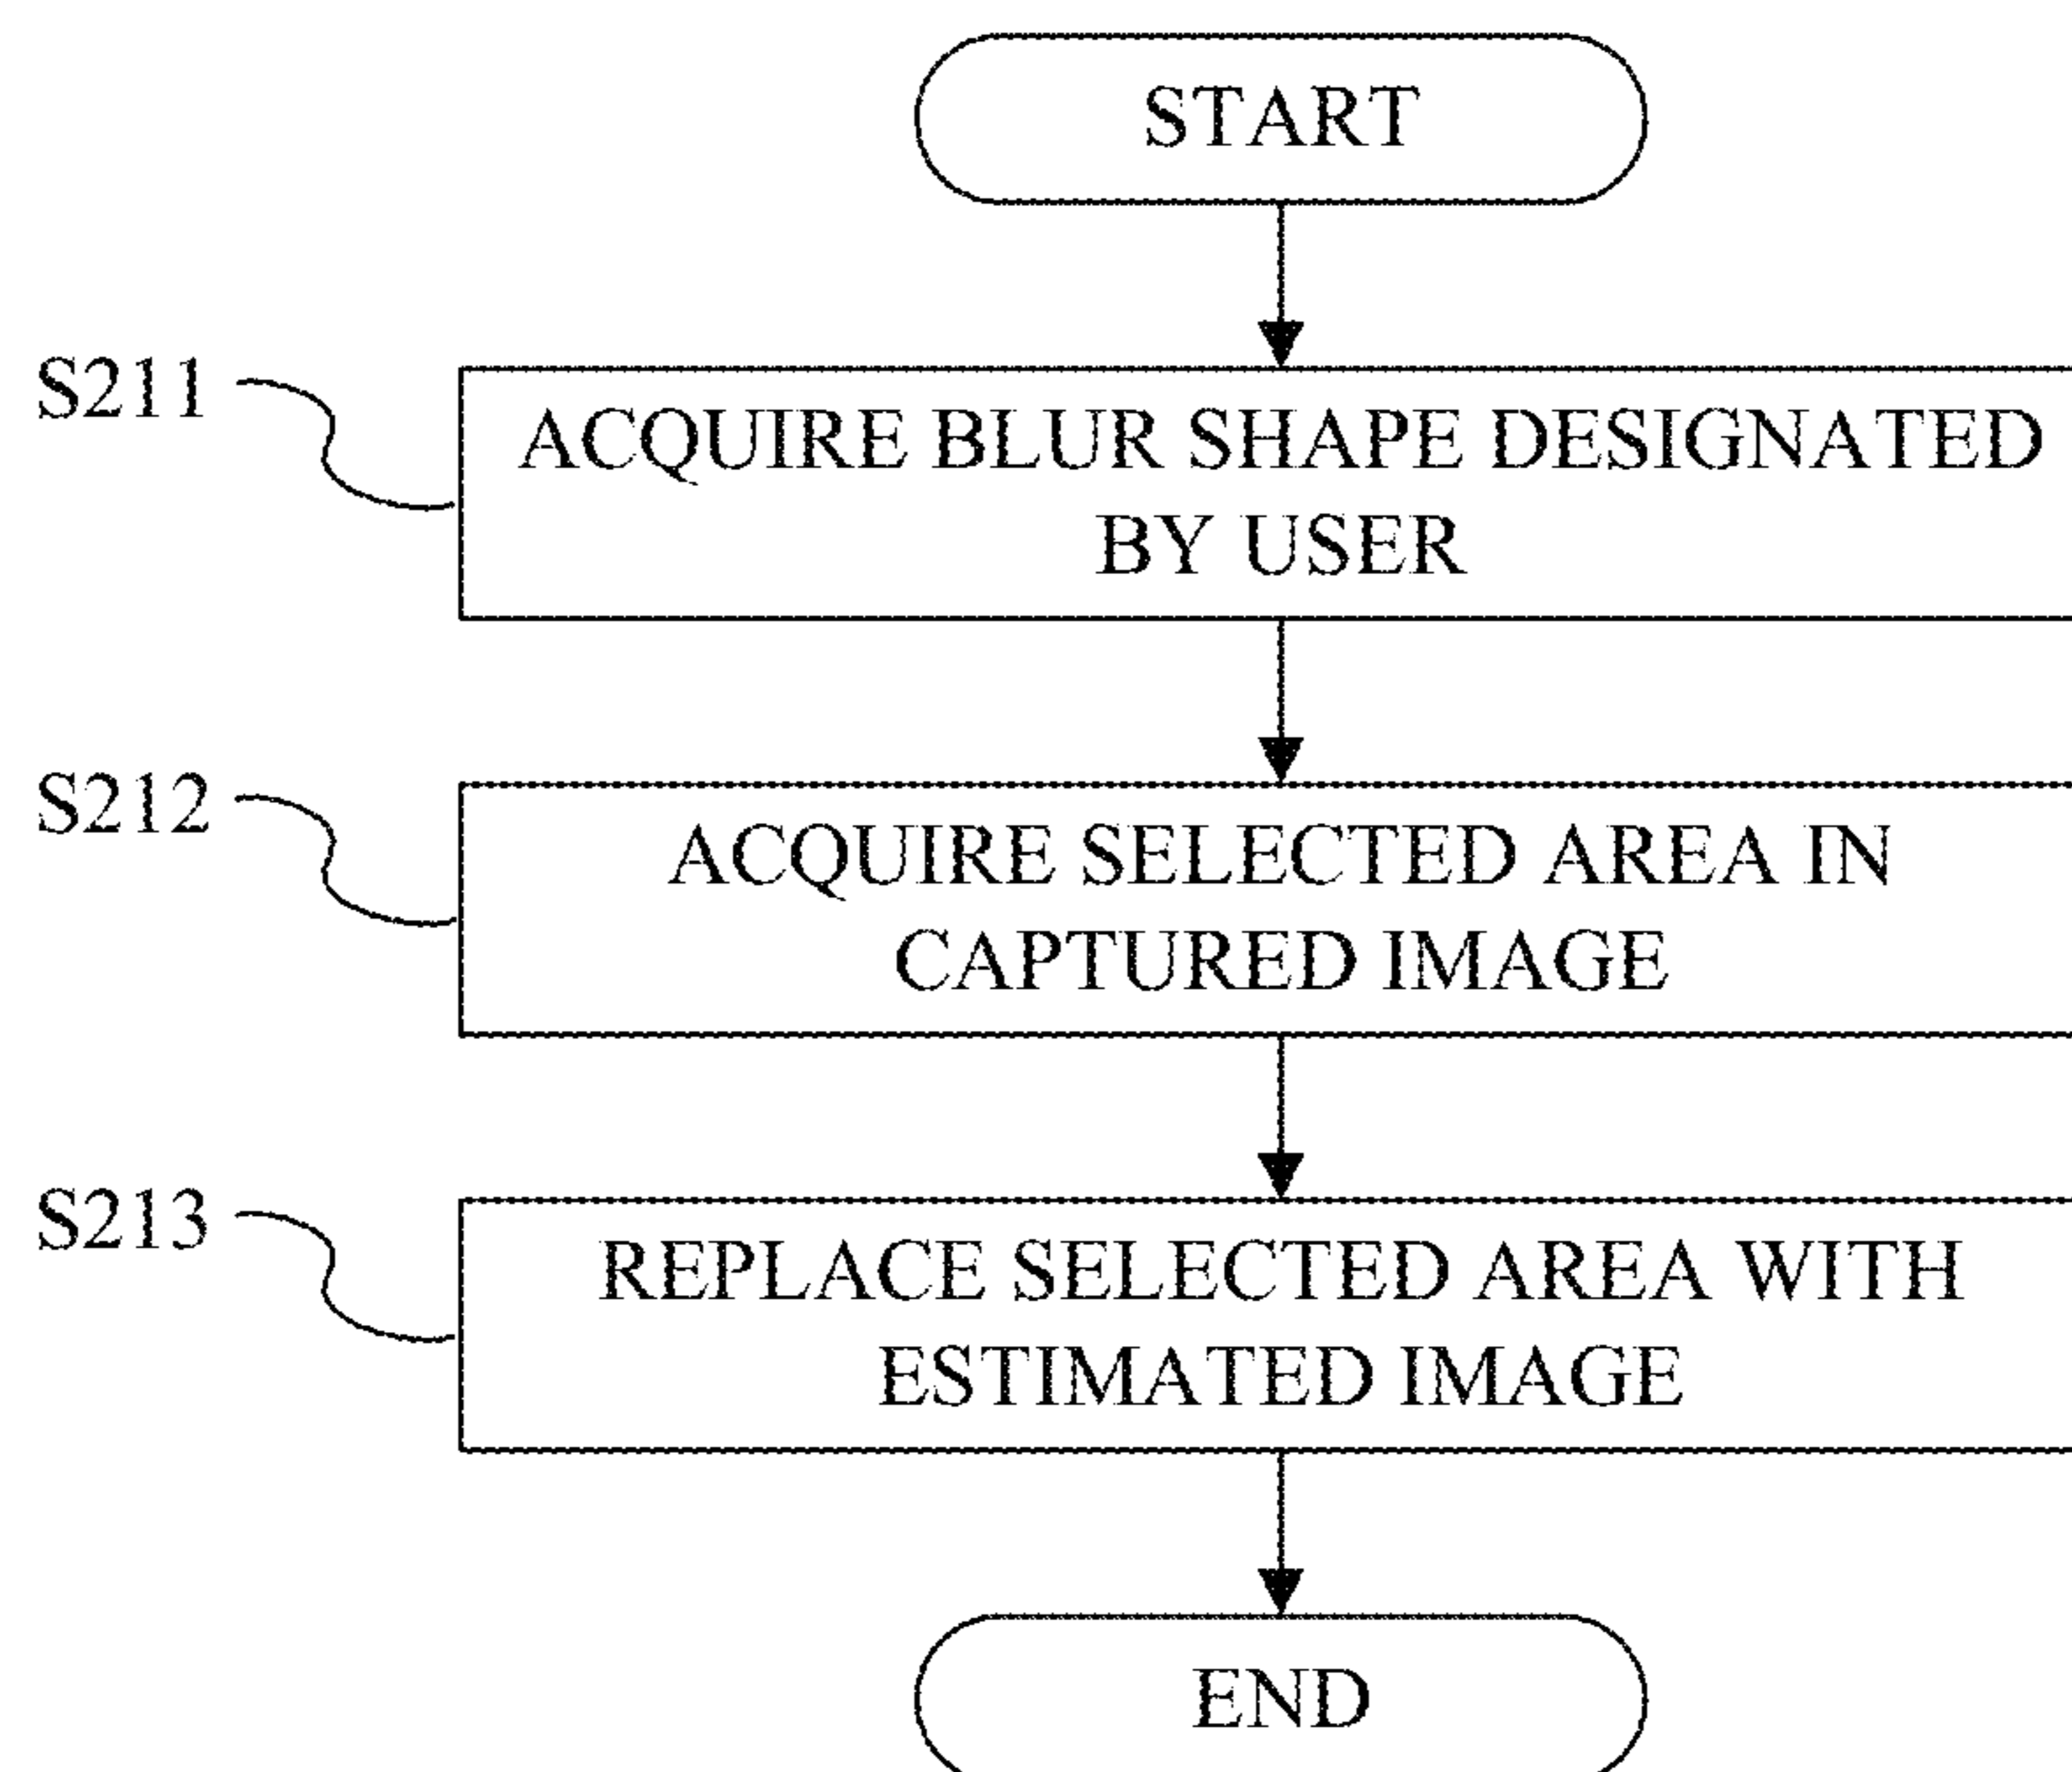 START
S211
ACQUIRE BLUR SHAPE DESIGNATED
BY USER
S212
ACQUIRE SELECTED AREA IN
CAPTURED IMAGE
S213
REPLACE SELECTED AREA WITH
ESTIMATED IMAGE
END